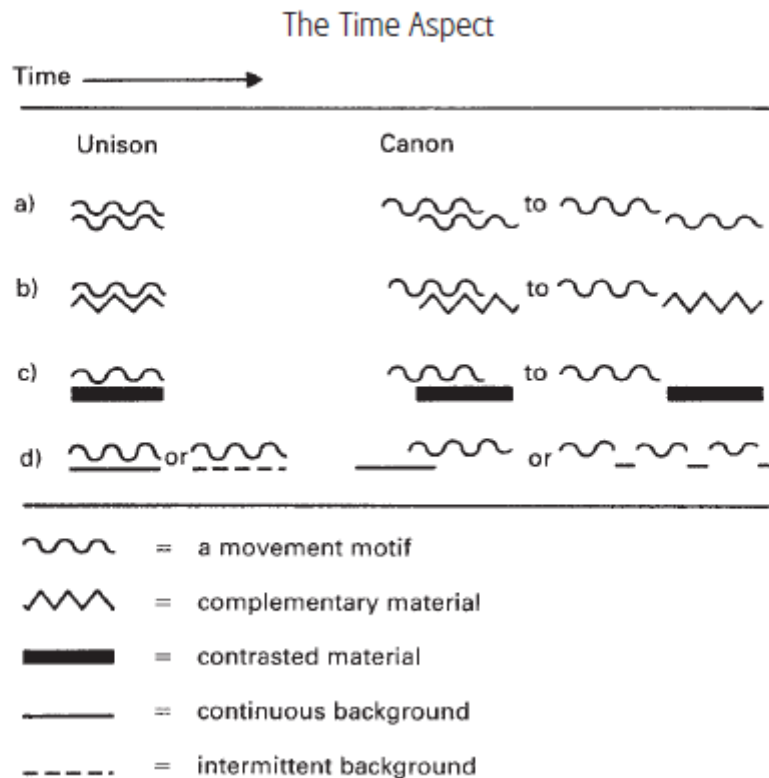 The Time Aspect
Time
Unison Canon
a) to
b) to
c) to
d) or or
= a movement motif
= complementary material
= contrasted material
= continuous background
= intermittent background